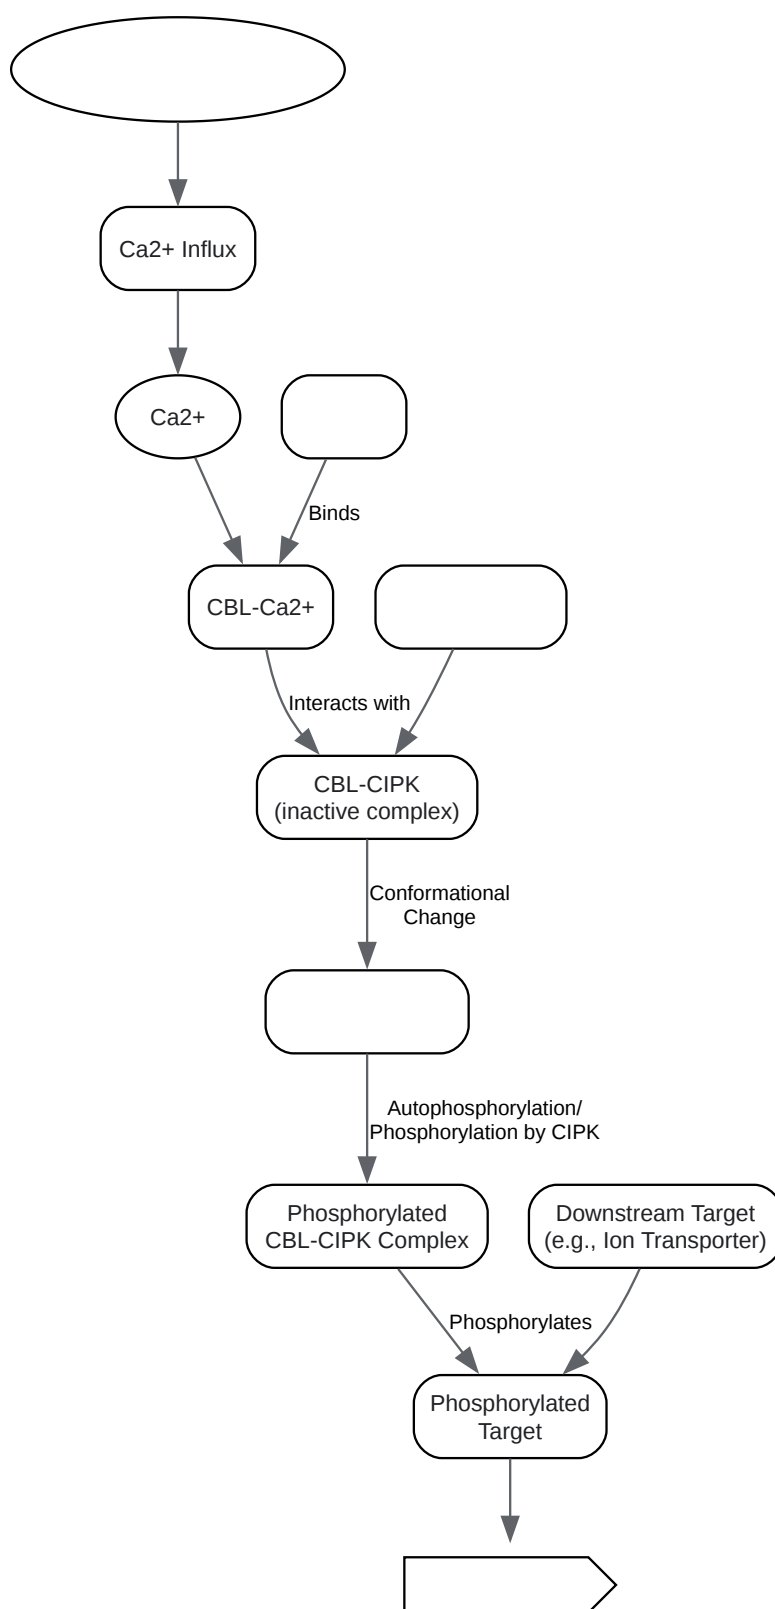 Ca2+ Influx
Ca2+
Binds
CBL-Ca2+
Interacts with
CBL-CIPK
(inactive complex)
Conformational
Change
Autophosphorylation/
Phosphorylation by CIPK
Phosphorylated
CBL-CIPK Complex
Downstream Target
(e.g., Ion Transporter)
Phosphorylates
Phosphorylated
Target